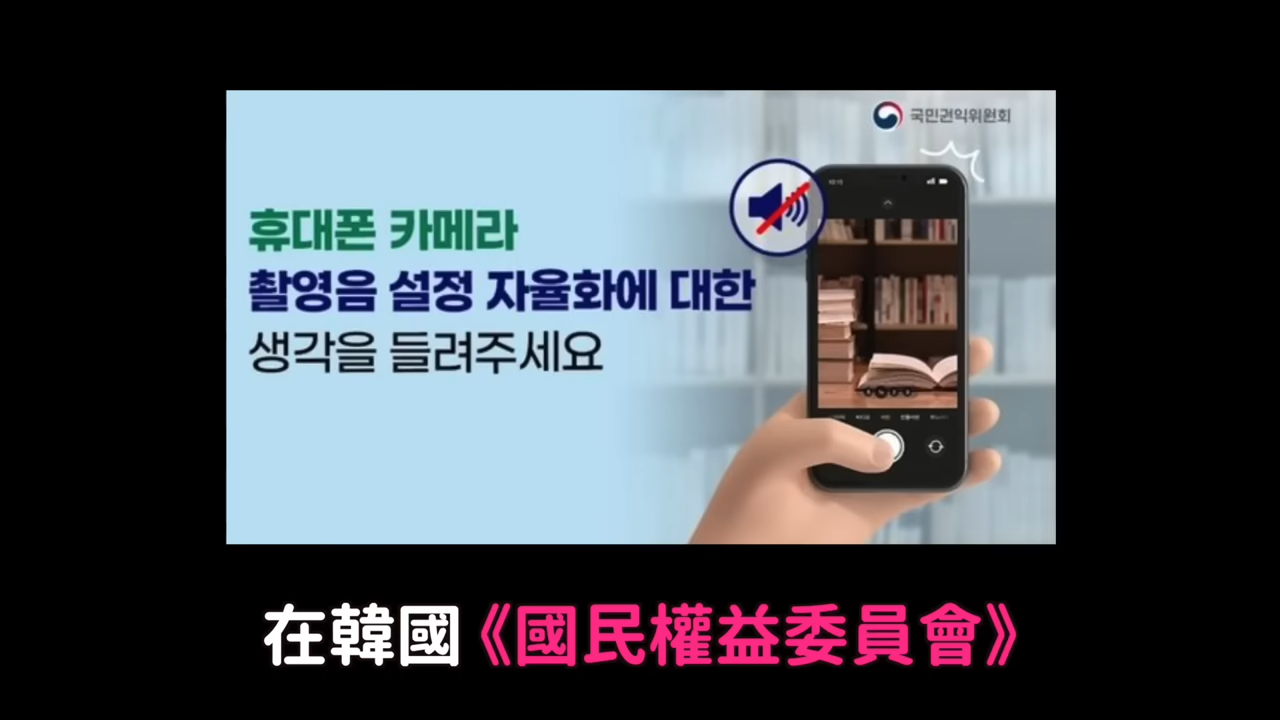 국민권익위원회
휴대폰 카메라
촬영음 설정 자율화에 대한
생각을 들려주세요
在韓國《國民權益委員會》